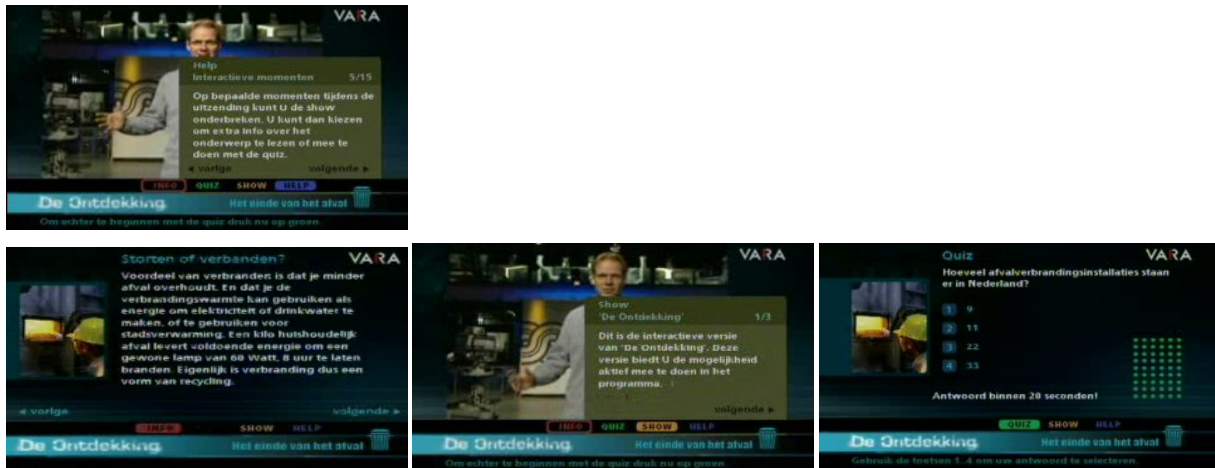 VARA
Help
Interactieve momenten 5/15
Op bepaalde momenten tijdens de
uitzending kunt U de show
onderbreken. U kunt dan kiezen
om extra info over het
onderwerp te lezen of mee te
doen met de quiz.
◄ vorige volgende ►
INFO QUIZ SHOW HELP
De Ontdekking Het einde van het afval
Om echter te beginnen met de quiz druk nu op groen.
Storten of verbanden? VARA
Voordeel van verbranden is dat je minder
afval overhoudt. En dat je de
verbrandingswarmte kan gebruiken als
energie om elektriciteit of drinkwater te
maken, of te gebruiken voor
stadsverwarming. Een kilo huishoudelijk
afval levert voldoende energie om een
gewone lamp van 60 Watt, 8 uur te laten
branden. Eigenlijk is verbranding dus een
vorm van recycling.
◄ vorige volgende ►
INFO SHOW HELP
De Ontdekking Het einde van het afval
VARA
Show
'De Ontdekking' 1/3
Dit is de interactieve versie
van 'De Ontdekking'. Deze
versie biedt U de mogelijkheid
aktief mee te doen in het
programma.
volgende ►
INFO QUIZ SHOW HELP
De Ontdekking Het einde van het afval
Om echter te beginnen met de quiz druk nu op groen
Quiz VARA
Hoeveel afvalverbrandingsinstallaties staan
er in Nederland?
1 9
2 11
3 22
4 33
Antwoord binnen 20 seconden!
QUIZ SHOW HELP
De Ontdekking Het einde van het afval
Gebruik de toetsen 1..4 om uw antwoord te selecteren.